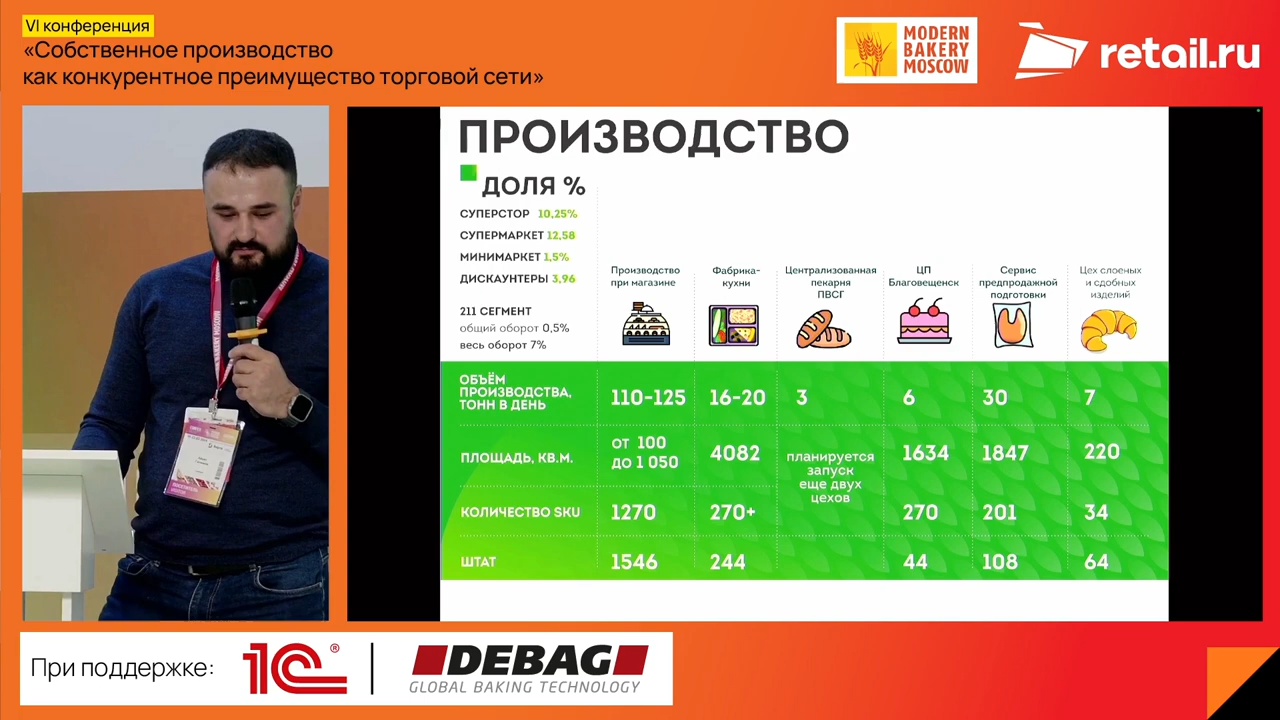 VI конференция
«Собственное производство
как конкурентное преимущество торговой сети»
MODERN
BAKERY
MOSCOW
retail.ru
ПРОИЗВОДСТВО
ДОЛЯ %
СУПЕРСТОР 10,25%
СУПЕРМАРКЕТ 12,58
МИНИМАРКЕТ 1,5%
ДИСКАУНТЕРЫ 3,96
211 СЕГМЕНТ
общий оборот 0,5%
весь оборот 7%
Производство
при магазине
Фабрика-
кухни
Централизованная
пекарня
ПВСГ
ЦП
Благовещенск
Сервис
предпродажной
подготовки
Цех слоеных
и сдобных
изделий
ОБЪЁМ
ПРОИЗВОДСТВА,
ТОНН В ДЕНЬ
110-125
16-20
3
6
30
7
ПЛОЩАДЬ, КВ.М.
ОТ 100
ДО 1 050
4082
планируется
запуск
еще двух
цехов
1634
1847
220
КОЛИЧЕСТВО SKU
1270
270+
270
201
34
ШТАТ
1546
244
44
108
64
При поддержке:
1С®
DEBAG
GLOBAL BAKING TECHNOLOGY